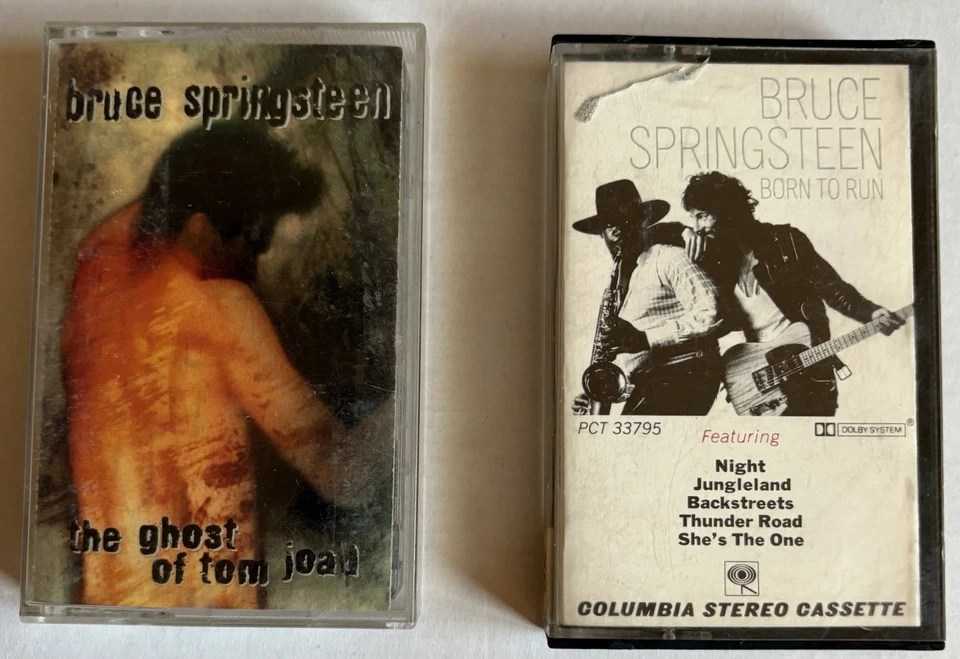 bruce springsteen
the ghost
of tom joad
BRUCE
SPRINGSTEEN
BORN TO RUN
PCT 33795
DOLBY SYSTEM®
Featuring
Night
Jungleland
Backstreets
Thunder Road
She's The One
COLUMBIA STEREO CASSETTE